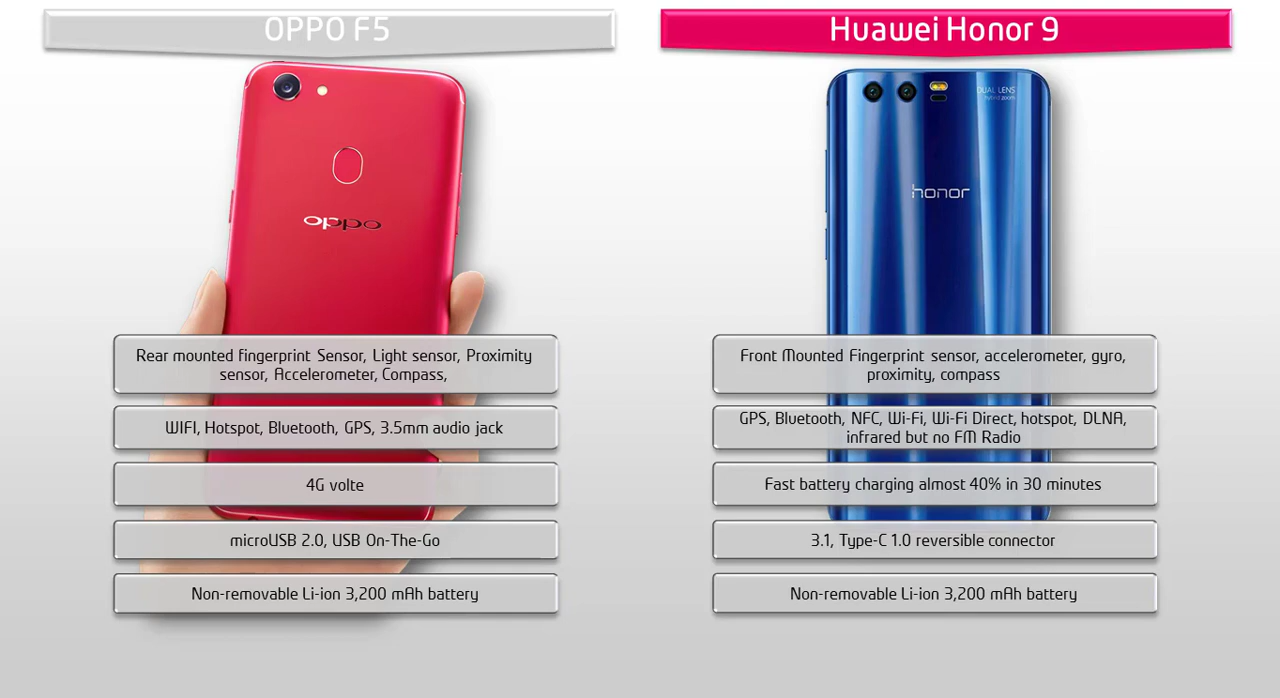 OPPO F5
Huawei Honor 9
oppo
DUAL LENS
hybrid zoom
honor
Rear mounted fingerprint Sensor, Light sensor, Proximity
sensor, Accelerometer, Compass,
WIFI, Hotspot, Bluetooth, GPS, 3.5mm audio jack
4G volte
microUSB 2.0, USB On-The-Go
Non-removable Li-ion 3,200 mAh battery
Front Mounted Fingerprint sensor, accelerometer, gyro,
proximity, compass
GPS, Bluetooth, NFC, Wi-Fi, Wi-Fi Direct, hotspot, DLNA,
infrared but no FM Radio
Fast battery charging almost 40% in 30 minutes
3.1, Type-C 1.0 reversible connector
Non-removable Li-ion 3,200 mAh battery